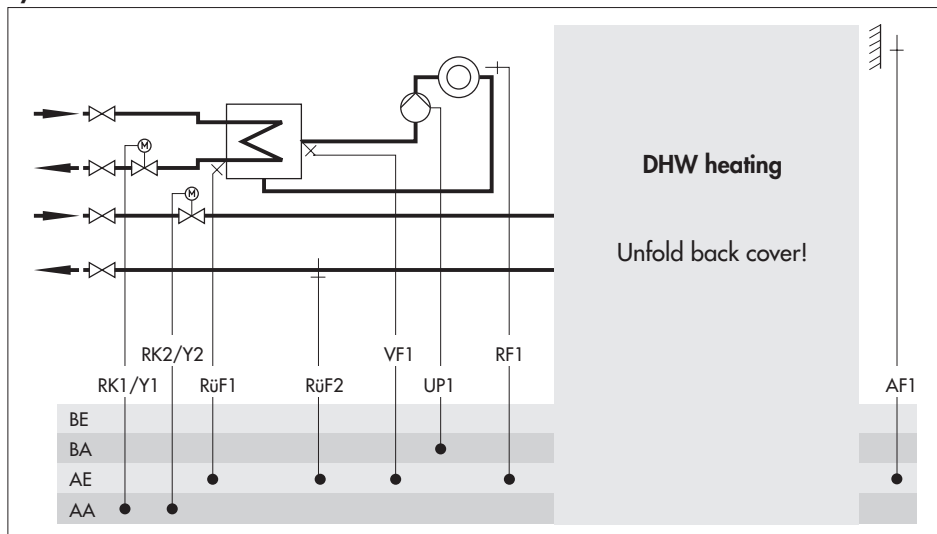 M
M
DHW heating
Unfold back cover!
RK2/Y2 VF1 RF1
RK1/Y1 RüF1 RüF2 UP1 AF1
BE
BA
AE
AA